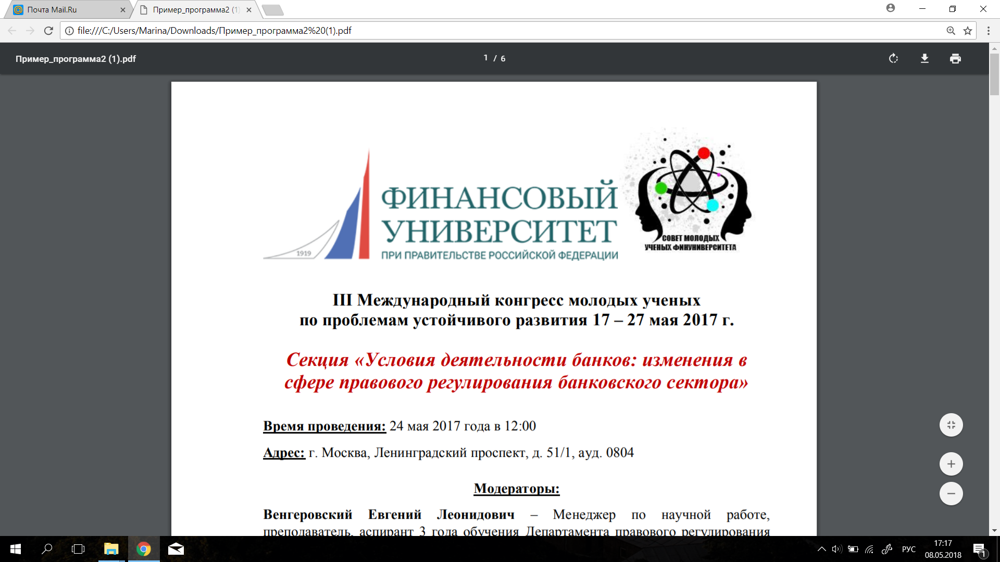 Почта Mail.Ru
Пример_программа2 (1)
file:///C:/Users/Marina/Downloads/Пример_программа2%20(1).pdf
Пример_программа2 (1).pdf
1 / 6
1919
ФИНАНСОВЫЙ
УНИВЕРСИТЕТ
ПРИ ПРАВИТЕЛЬСТВЕ РОССИЙСКОЙ ФЕДЕРАЦИИ
СОВЕТ МОЛОДЫХ
УЧЕНЫХ ФИНУНИВЕРСИТЕТА
III Международный конгресс молодых ученых
по проблемам устойчивого развития 17 – 27 мая 2017 г.
Секция «Условия деятельности банков: изменения в
сфере правового регулирования банковского сектора»
Время проведения: 24 мая 2017 года в 12:00
Адрес: г. Москва, Ленинградский проспект, д. 51/1, ауд. 0804
Модераторы:
Венгеровский Евгений Леонидович – Менеджер по научной работе,
преподаватель, аспирант 3 года обучения Департамента правового регулирования
РУС
17:17
08.05.2018
1